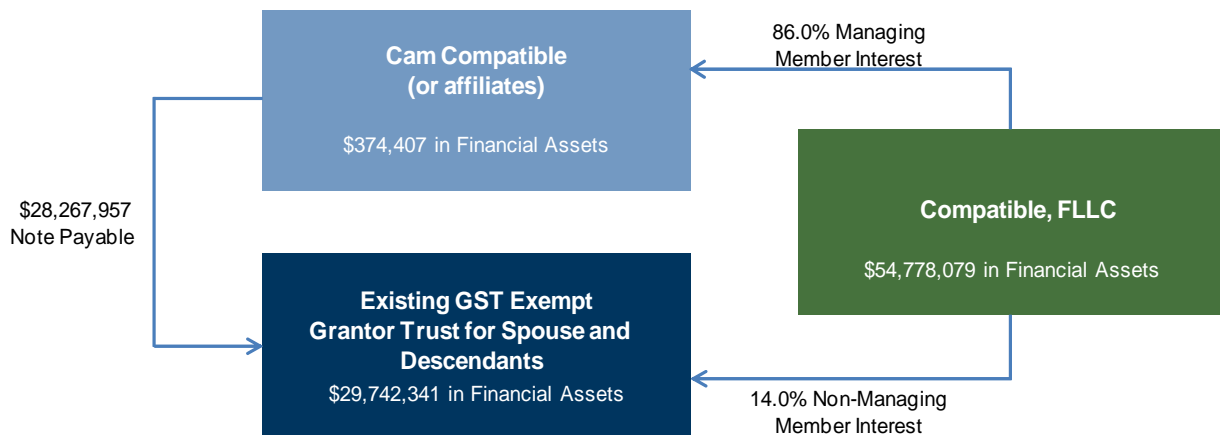 86.0% Managing
Member Interest
Cam Compatible
(or affiliates)
$374,407 in Financial Assets
$28,267,957
Note Payable
Compatible, FLLC
$54,778,079 in Financial Assets
Existing GST Exempt
Grantor Trust for Spouse and
Descendants
$29,742,341 in Financial Assets
14.0% Non-Managing
Member Interest